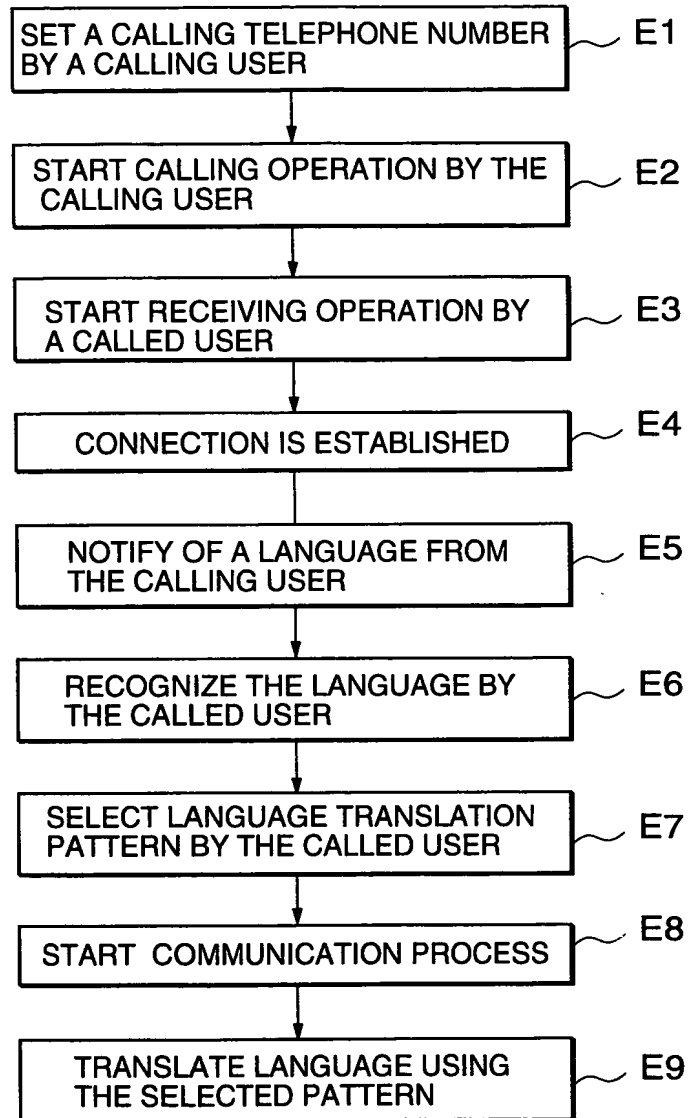 SET A CALLING TELEPHONE NUMBER
BY A CALLING USER
E1
START CALLING OPERATION BY THE
CALLING USER
E2
START RECEIVING OPERATION BY
A CALLED USER
E3
CONNECTION IS ESTABLISHED
E4
NOTIFY OF A LANGUAGE FROM
THE CALLING USER
E5
RECOGNIZE THE LANGUAGE BY
THE CALLED USER
E6
SELECT LANGUAGE TRANSLATION
PATTERN BY THE CALLED USER
E7
START COMMUNICATION PROCESS
E8
TRANSLATE LANGUAGE USING
THE SELECTED PATTERN
E9